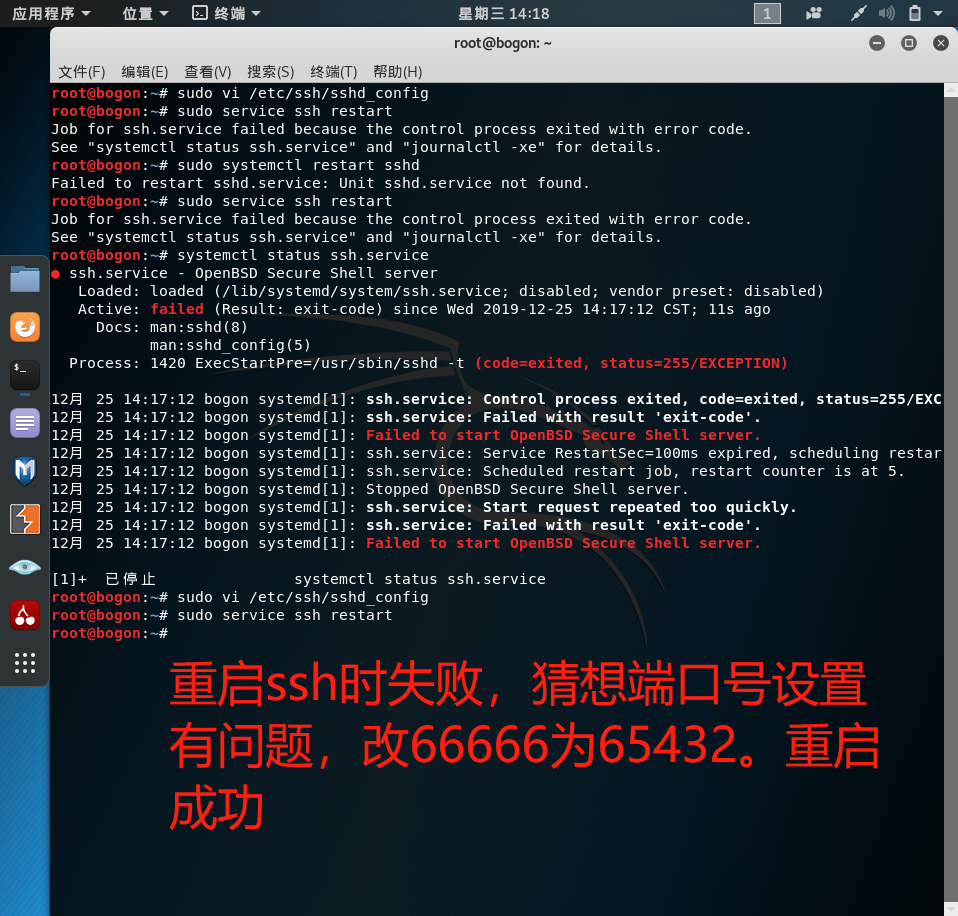 应用程序 位置 终端 星期三 14:18 1
root@bogon: ~
文件(F) 编辑(E) 查看(V) 搜索(S) 终端(T) 帮助(H)
root@bogon:~# sudo vi /etc/ssh/sshd_config
root@bogon:~# sudo service ssh restart
Job for ssh.service failed because the control process exited with error code.
See "systemctl status ssh.service" and "journalctl -xe" for details.
root@bogon:~# sudo systemctl restart sshd
Failed to restart sshd.service: Unit sshd.service not found.
root@bogon:~# sudo service ssh restart
Job for ssh.service failed because the control process exited with error code.
See "systemctl status ssh.service" and "journalctl -xe" for details.
root@bogon:~# systemctl status ssh.service
● ssh.service - OpenBSD Secure Shell server
Loaded: loaded (/lib/systemd/system/ssh.service; disabled; vendor preset: disabled)
Active: failed (Result: exit-code) since Wed 2019-12-25 14:17:12 CST; 11s ago
Docs: man:sshd(8)
man:sshd_config(5)
Process: 1420 ExecStartPre=/usr/sbin/sshd -t (code=exited, status=255/EXCEPTION)
12月 25 14:17:12 bogon systemd[1]: ssh.service: Control process exited, code=exited, status=255/EXC
12月 25 14:17:12 bogon systemd[1]: ssh.service: Failed with result 'exit-code'.
12月 25 14:17:12 bogon systemd[1]: Failed to start OpenBSD Secure Shell server.
12月 25 14:17:12 bogon systemd[1]: ssh.service: Service RestartSec=100ms expired, scheduling restar
12月 25 14:17:12 bogon systemd[1]: ssh.service: Scheduled restart job, restart counter is at 5.
12月 25 14:17:12 bogon systemd[1]: Stopped OpenBSD Secure Shell server.
12月 25 14:17:12 bogon systemd[1]: ssh.service: Start request repeated too quickly.
12月 25 14:17:12 bogon systemd[1]: ssh.service: Failed with result 'exit-code'.
12月 25 14:17:12 bogon systemd[1]: Failed to start OpenBSD Secure Shell server.
[1]+ 已停止 systemctl status ssh.service
root@bogon:~# sudo vi /etc/ssh/sshd_config
root@bogon:~# sudo service ssh restart
root@bogon:~#
重启ssh时失败，猜想端口号设置
有问题，改66666为65432。重启
成功